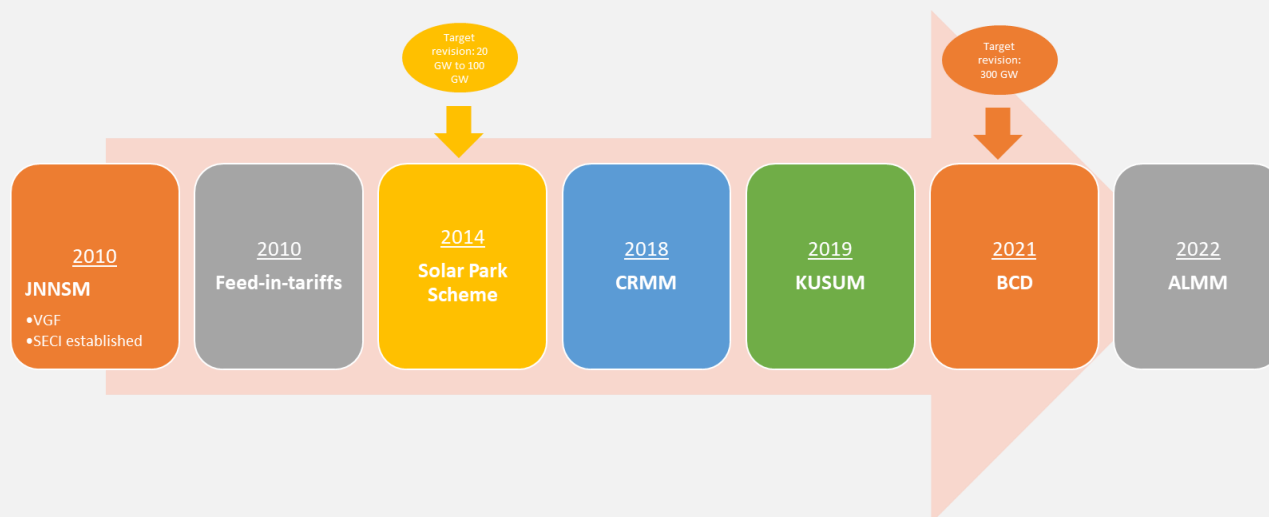 Target
revision: 20
GW to 100
GW
Target
revision:
300 GW
2010
JNNSM
•VGF
•SECI established
2010
Feed-in-tariffs
2014
Solar Park
Scheme
2018
CRMM
2019
KUSUM
2021
BCD
2022
ALMM